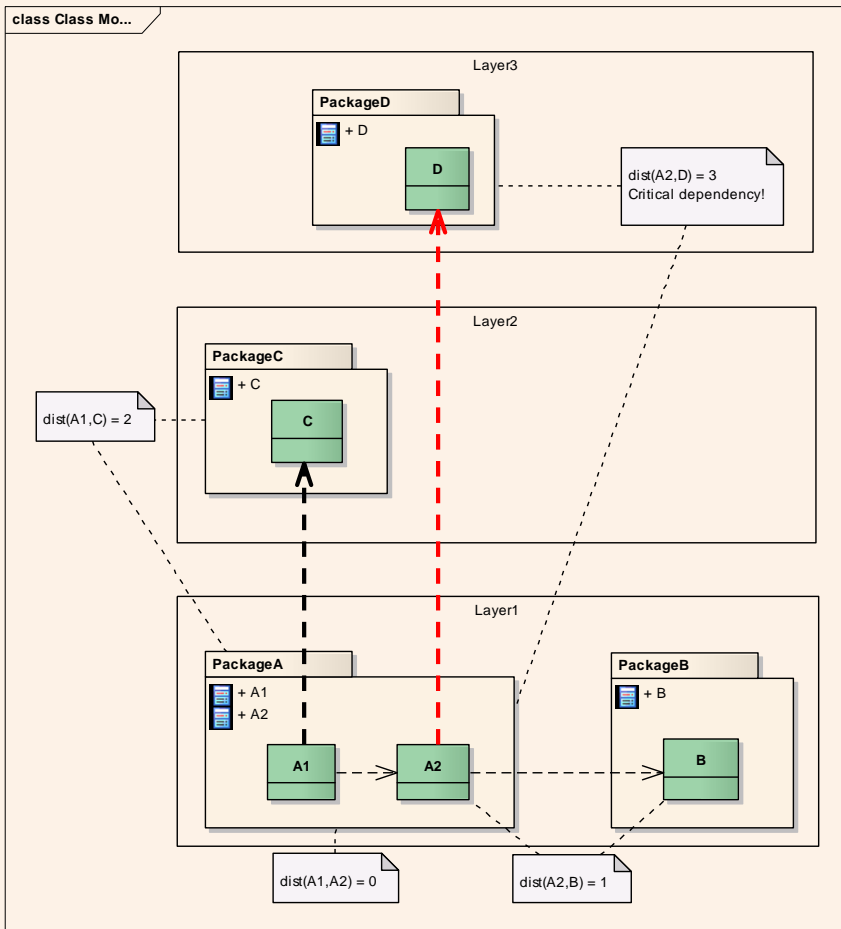 class Class Mo...
Layer3
PackageD
+ D
D
dist(A2,D) = 3
Critical dependency!
Layer2
PackageC
+ C
C
dist(A1,C) = 2
Layer1
PackageA
+ A1
+ A2
A1
A2
PackageB
+ B
B
dist(A1,A2) = 0
dist(A2,B) = 1